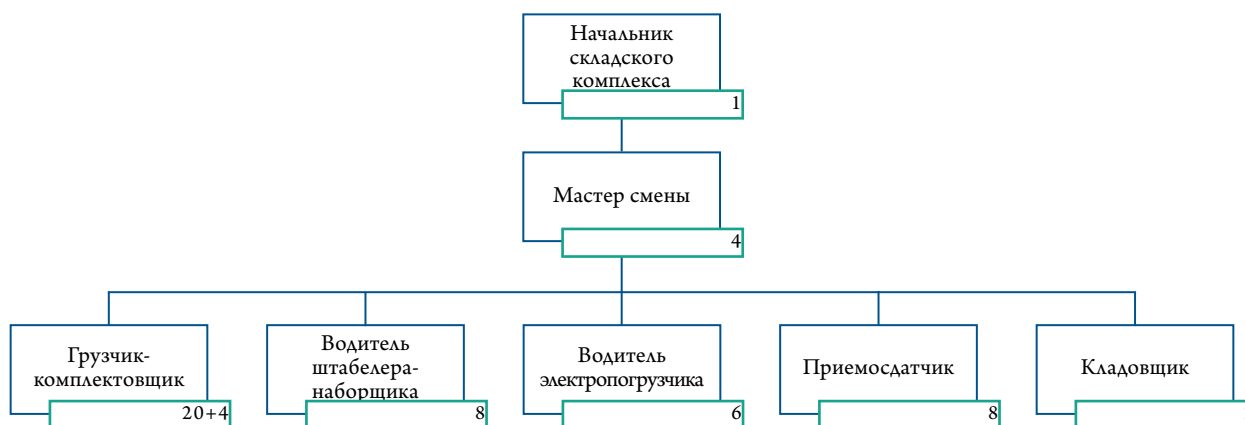 Начальник
складского
комплекса
1
Мастер смены
4
Грузчик-
комплектовщик
20+4
Водитель
штабелера-
наборщика
8
Водитель
электропогрузчика
6
Приемосдатчик
8
Кладовщик